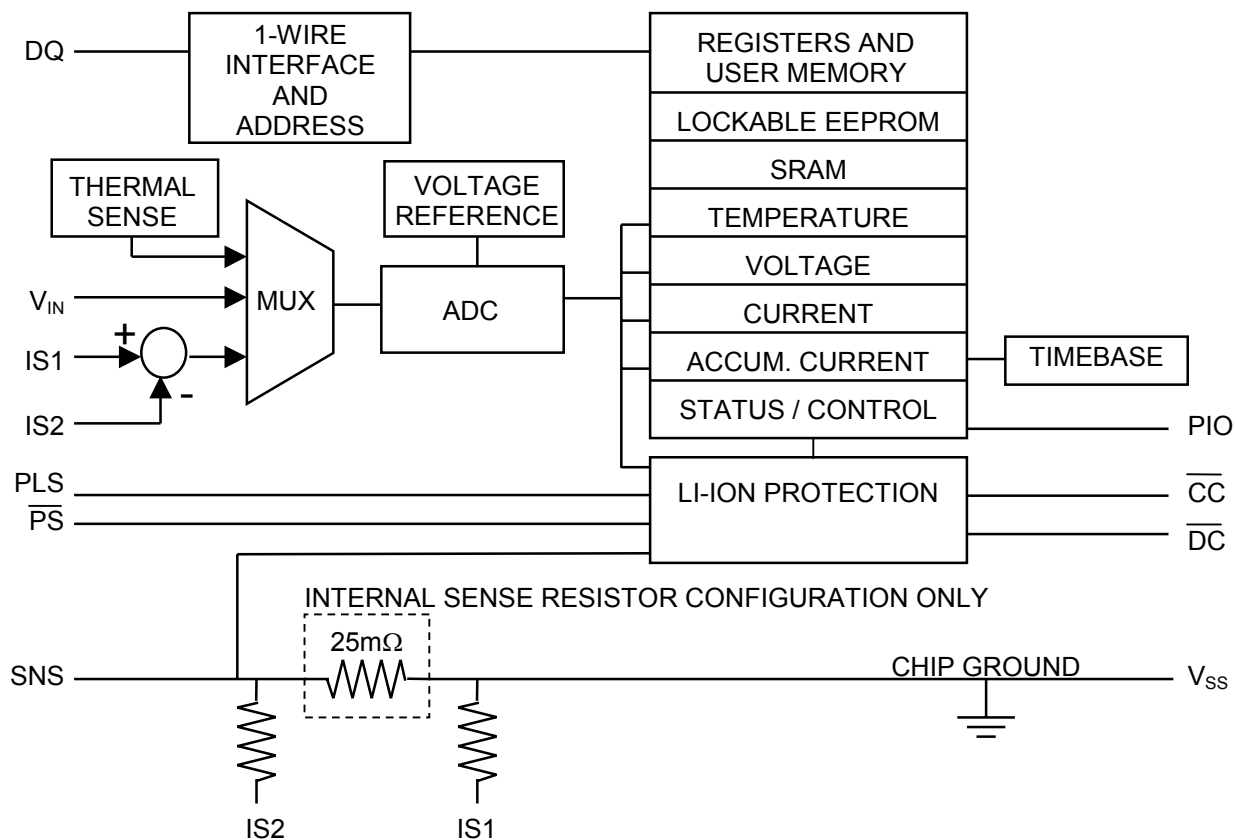 DQ
1-WIRE
INTERFACE
AND
ADDRESS
REGISTERS AND
USER MEMORY
LOCKABLE EEPROM
SRAM
TEMPERATURE
VOLTAGE
CURRENT
ACCUM. CURRENT
STATUS / CONTROL
THERMAL
SENSE
VOLTAGE
REFERENCE
MUX
ADC
VIN
IS1
+
-
IS2
TIMEBASE
PIO
PLS
PS
LI-ION PROTECTION
CC
DC
INTERNAL SENSE RESISTOR CONFIGURATION ONLY
25mΩ
SNS
CHIP GROUND
VSS
IS2
IS1